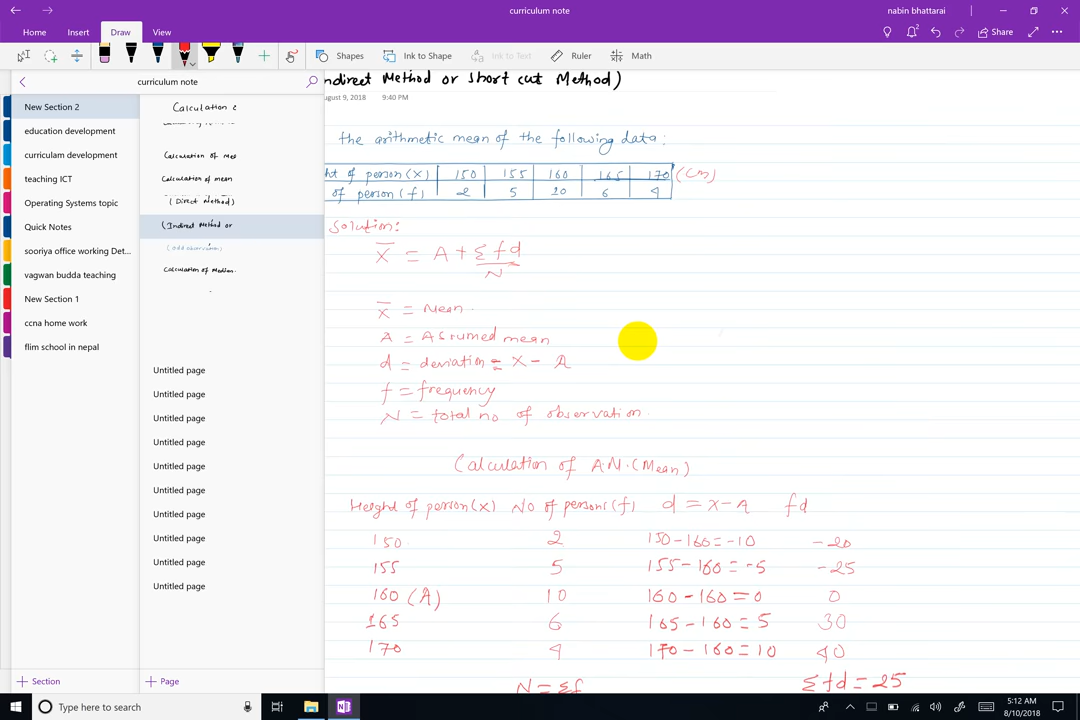 curriculum note
nabin bhattarai
Home Insert Draw View
Shapes Ink to Shape Ink to Text Ruler Math Share
curriculum note
New Section 2
education development
curriculam development
teaching ICT
Operating Systems topic
Quick Notes
sooriya office working Det...
vagwan budda teaching
New Section 1
ccna home work
flim school in nepal
Section
Calculation c
Calculation of Mea
Calculation of mean
(Direct Method)
(Indirect Method or
(odd observation)
Calculation of Median.
Untitled page
Untitled page
Untitled page
Untitled page
Untitled page
Untitled page
Untitled page
Untitled page
Untitled page
Untitled page
Page
ndirect Method or short cut Method)
ugust 9, 2018 9:40 PM
the arithmetic mean of the following data:
ht of person (x) 150 155 160 165 170 (cm)
of person (f) 2 5 10 6 4
Solution:
X̅ = A + Σfd
N
X̅ = Mean.
A = Assumed mean
d = deviation = X - A
f = frequency
N = total no of observation.
Calculation of A.M. (Mean)
Height of person(x) No of persons (f) d = X - A fd
150 2 150-160 = -10 -20
155 5 155-160 = -5 -25
160 (A) 10 160-160 = 0 0
165 6 165-160 = 5 30
170 4 170-160 = 10 40
N = Σf Σfd = 25
Type here to search
5:12 AM
8/10/2018